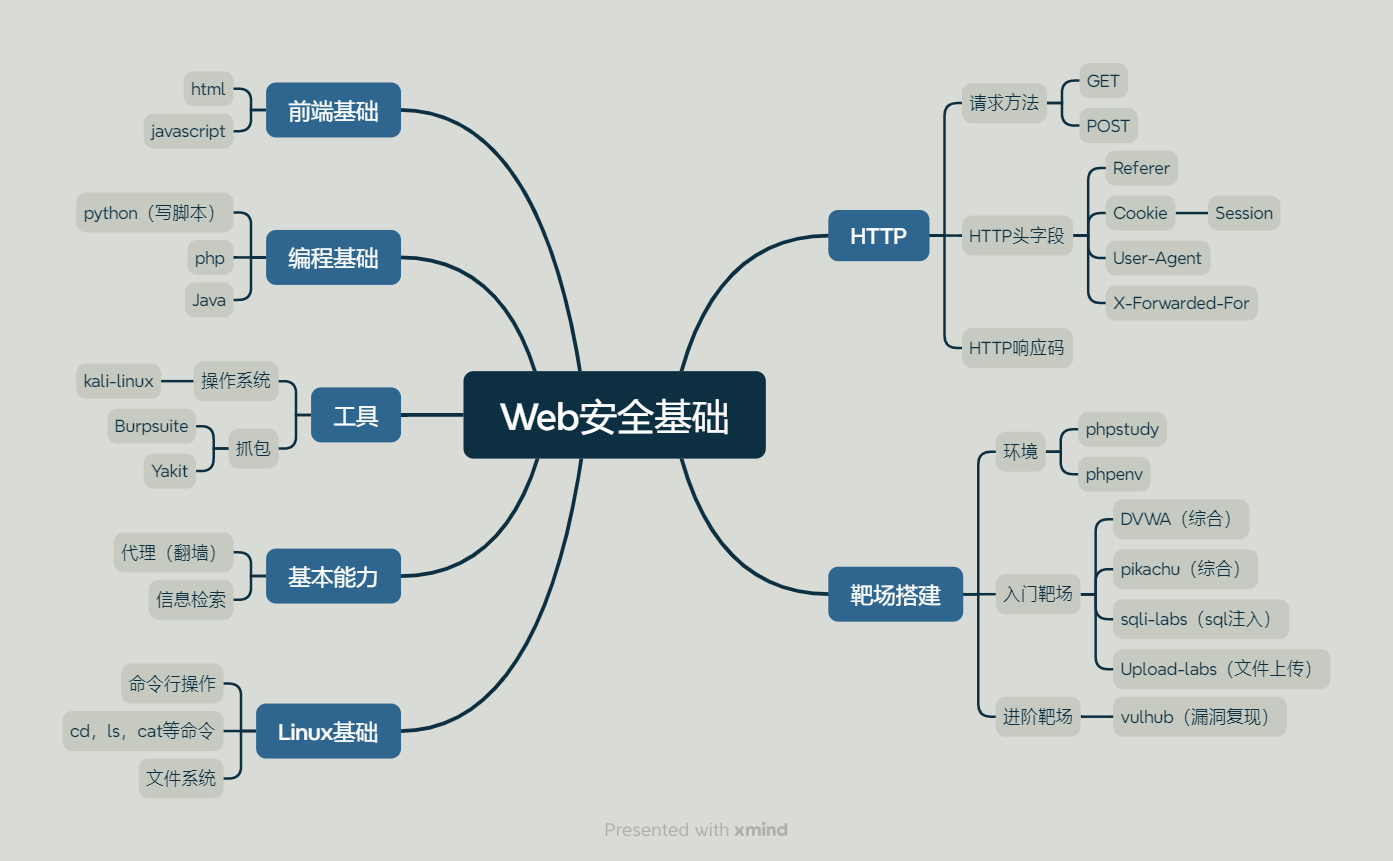 Web安全基础
HTTP
请求方法
GET
POST
HTTP头字段
Referer
Cookie
Session
User-Agent
X-Forwarded-For
HTTP响应码
靶场搭建
环境
phpstudy
phpenv
入门靶场
DVWA（综合）
pikachu（综合）
sqli-labs（sql注入）
Upload-labs（文件上传）
进阶靶场
vulhub（漏洞复现）
前端基础
html
javascript
编程基础
python（写脚本）
php
Java
工具
操作系统
kali-linux
抓包
Burpsuite
Yakit
基本能力
代理（翻墙）
信息检索
Linux基础
命令行操作
cd，ls，cat等命令
文件系统
Presented with xmind